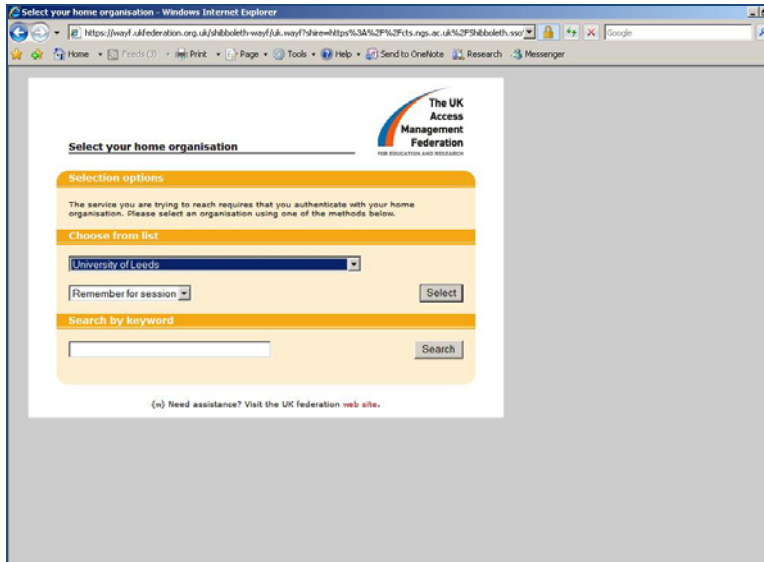 Select your home organisation - Windows Internet Explorer
https://wayf.ukfederation.org.uk/shibboleth-wayf/uk.wayf?shire=https%3A%2F%2Fcts.ngs.ac.uk%2FShibboleth.sso
Google
Home Feeds (J) Print Page Tools Help Send to OneNote Research Messenger
The UK
Access
Management
Federation
FOR EDUCATION AND RESEARCH
Select your home organisation
Selection options
The service you are trying to reach requires that you authenticate with your home
organisation. Please select an organisation using one of the methods below.
Choose from list
University of Leeds
Remember for session
Select
Search by keyword
Search
(w) Need assistance? Visit the UK federation web site.